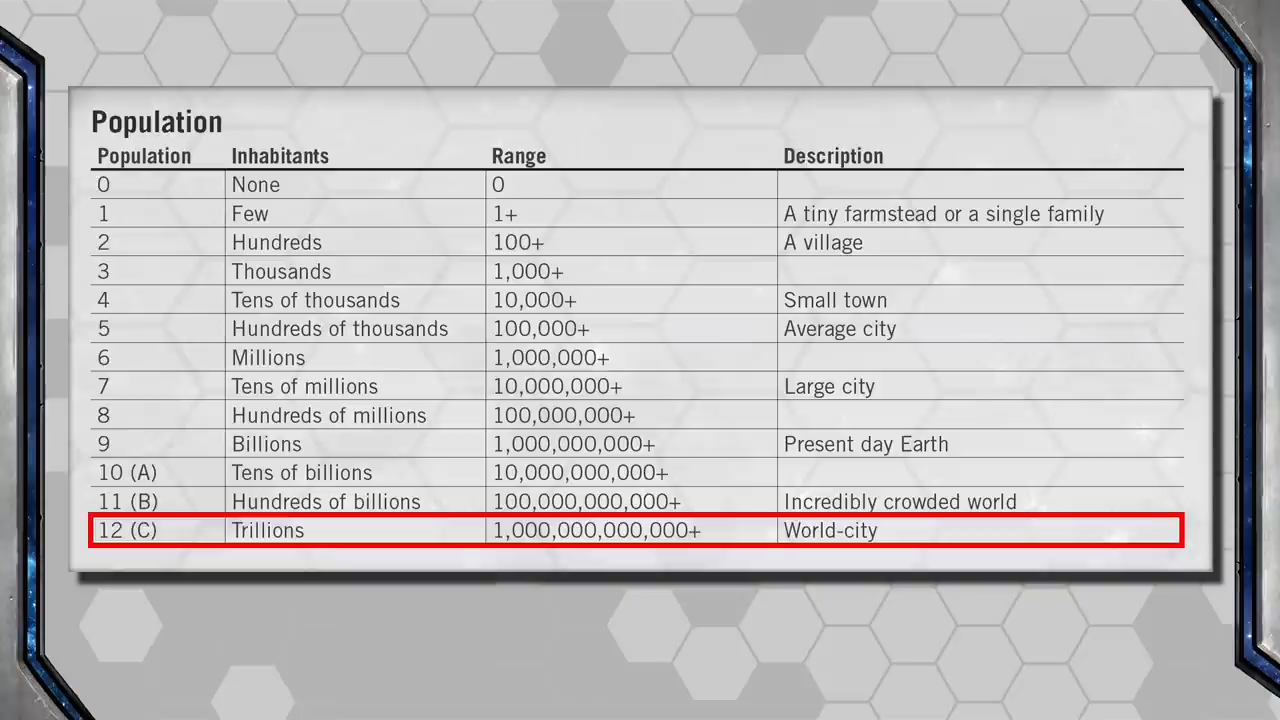 Population
Population Inhabitants Range Description
0 None 0
1 Few 1+ A tiny farmstead or a single family
2 Hundreds 100+ A village
3 Thousands 1,000+
4 Tens of thousands 10,000+ Small town
5 Hundreds of thousands 100,000+ Average city
6 Millions 1,000,000+
7 Tens of millions 10,000,000+ Large city
8 Hundreds of millions 100,000,000+
9 Billions 1,000,000,000+ Present day Earth
10 (A) Tens of billions 10,000,000,000+
11 (B) Hundreds of billions 100,000,000,000+ Incredibly crowded world
12 (C) Trillions 1,000,000,000,000+ World-city